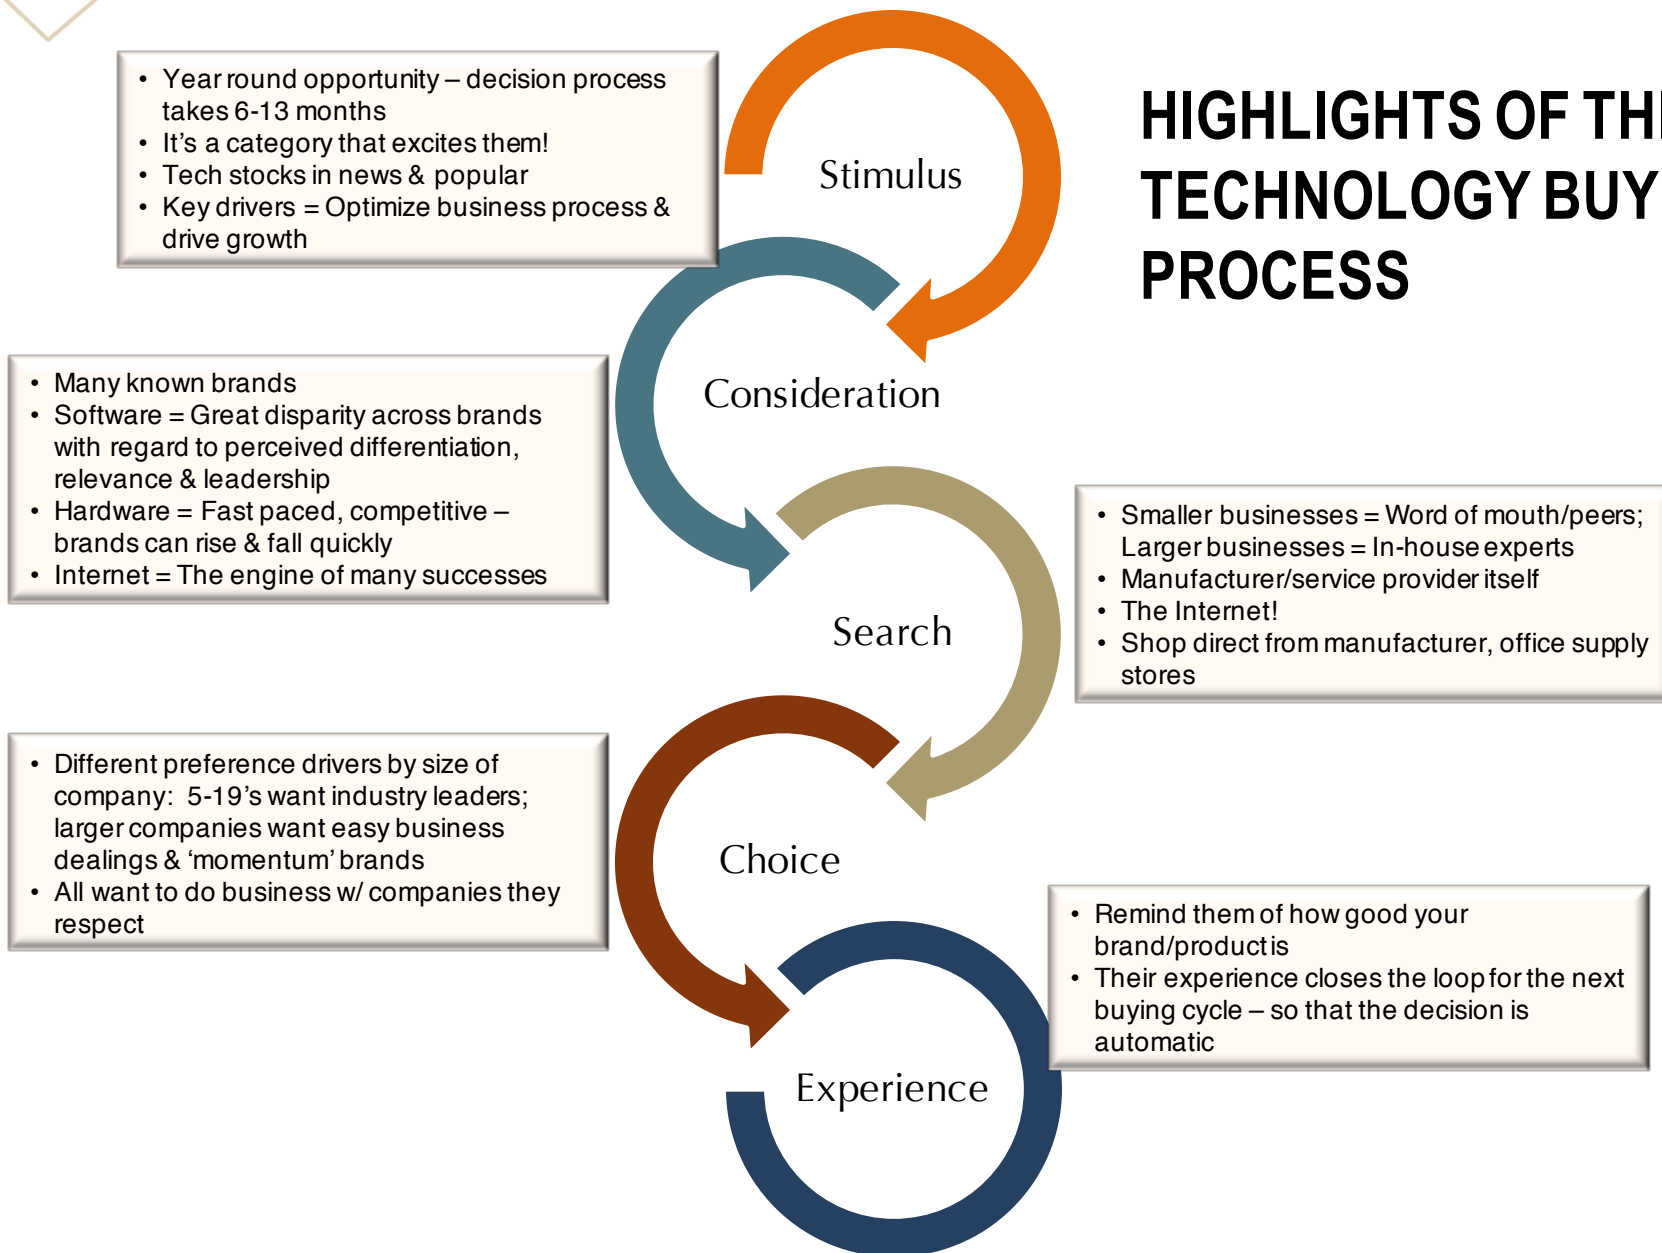 HIGHLIGHTS OF TH
TECHNOLOGY BUY
PROCESS
• Year round opportunity – decision process
takes 6-13 months
• It’s a category that excites them!
• Tech stocks in news & popular
• Key drivers = Optimize business process &
drive growth
Stimulus
Consideration
• Many known brands
• Software = Great disparity across brands
with regard to perceived differentiation,
relevance & leadership
• Hardware = Fast paced, competitive –
brands can rise & fall quickly
• Internet = The engine of many successes
Search
• Smaller businesses = Word of mouth/peers;
Larger businesses = In-house experts
• Manufacturer/service provider itself
• The Internet!
• Shop direct from manufacturer, office supply
stores
• Different preference drivers by size of
company:  5-19’s want industry leaders;
larger companies want easy business
dealings & ‘momentum’ brands
• All want to do business w/ companies they
respect
Choice
• Remind them of how good your
brand/product is
• Their experience closes the loop for the next
buying cycle – so that the decision is
automatic
Experience